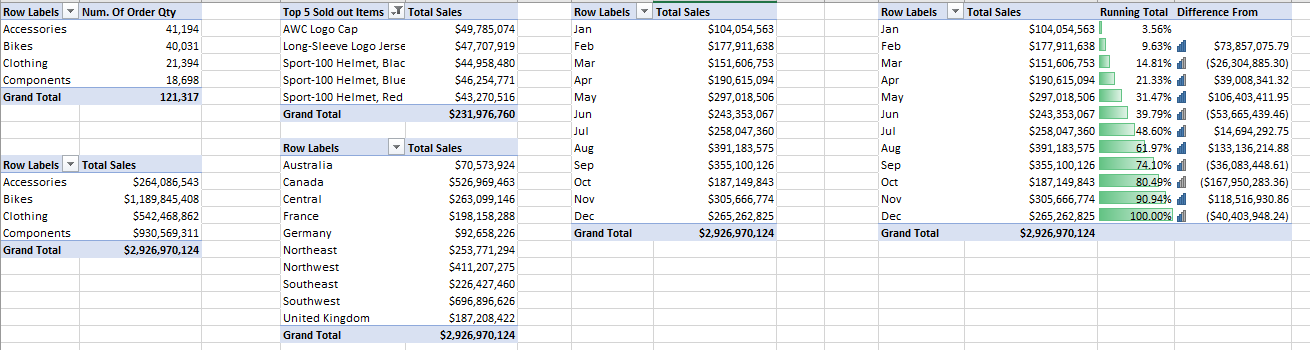 Row Labels Num. Of Order Qty
Accessories 41,194
Bikes 40,031
Clothing 21,394
Components 18,698
Grand Total 121,317
Row Labels Total Sales
Accessories $264,086,543
Bikes $1,189,845,408
Clothing $542,468,862
Components $930,569,311
Grand Total $2,926,970,124
Top 5 Sold out Items Total Sales
AWC Logo Cap $49,785,074
Long-Sleeve Logo Jerse $47,707,919
Sport-100 Helmet, Blac $44,958,480
Sport-100 Helmet, Blue $46,254,771
Sport-100 Helmet, Red $43,270,516
Grand Total $231,976,760
Row Labels Total Sales
Australia $70,573,924
Canada $526,969,463
Central $263,099,146
France $198,158,288
Germany $92,658,226
Northeast $253,771,294
Northwest $411,207,275
Southeast $226,427,460
Southwest $696,896,626
United Kingdom $187,208,422
Grand Total $2,926,970,124
Row Labels Total Sales
Jan $104,054,563
Feb $177,911,638
Mar $151,606,753
Apr $190,615,094
May $297,018,506
Jun $243,353,067
Jul $258,047,360
Aug $391,183,575
Sep $355,100,126
Oct $187,149,843
Nov $305,666,774
Dec $265,262,825
Grand Total $2,926,970,124
Row Labels Total Sales Running Total Difference From
Jan $104,054,563 3.56%
Feb $177,911,638 9.63% $73,857,075.79
Mar $151,606,753 14.81% ($26,304,885.30)
Apr $190,615,094 21.33% $39,008,341.32
May $297,018,506 31.47% $106,403,411.95
Jun $243,353,067 39.79% ($53,665,439.46)
Jul $258,047,360 48.60% $14,694,292.75
Aug $391,183,575 61.97% $133,136,214.88
Sep $355,100,126 74.10% ($36,083,448.61)
Oct $187,149,843 80.49% ($167,950,283.36)
Nov $305,666,774 90.94% $118,516,930.86
Dec $265,262,825 100.00% ($40,403,948.24)
Grand Total $2,926,970,124